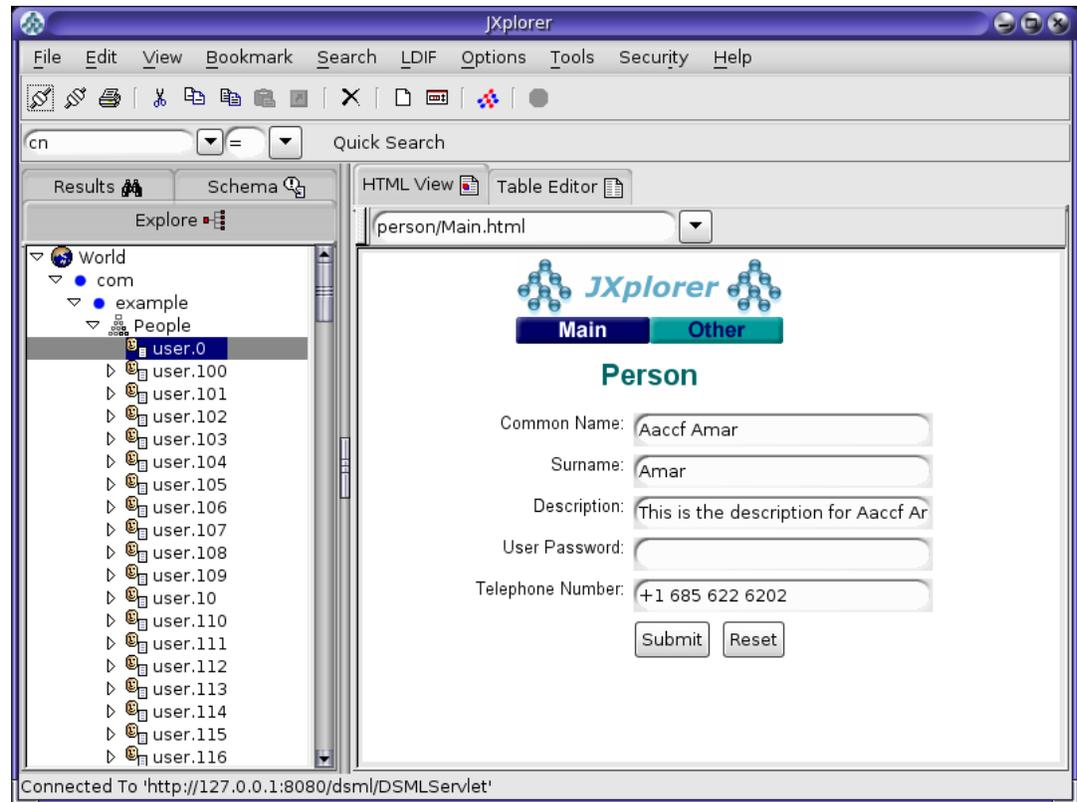 JXplorer
File Edit View Bookmark Search LDIF Options Tools Security Help
cn = Quick Search
Results Schema
Explore
World
com
example
People
user.0
user.100
user.101
user.102
user.103
user.104
user.105
user.106
user.107
user.108
user.109
user.10
user.110
user.111
user.112
user.113
user.114
user.115
user.116
HTML View Table Editor
person/Main.html
JXplorer
Main Other
Person
Common Name: Aaccf Amar
Surname: Amar
Description: This is the description for Aaccf Ar
User Password:
Telephone Number: +1 685 622 6202
Submit Reset
Connected To 'http://127.0.0.1:8080/dsml/DSMLServlet'